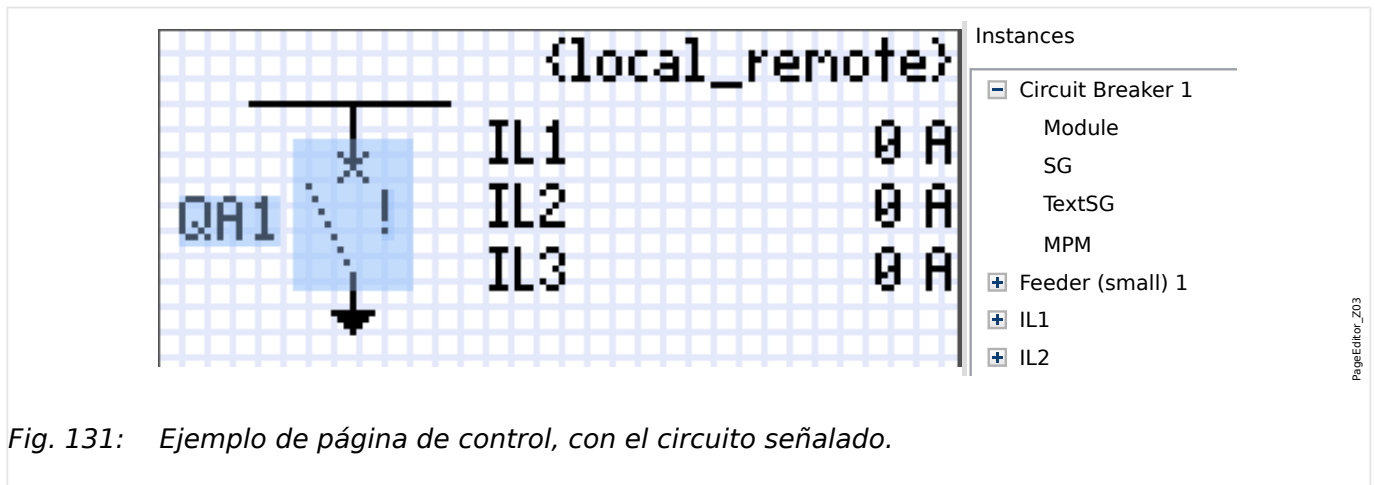 {local_remote}
IL1 0 A
QA1 ! IL2 0 A
IL3 0 A
Instances
Circuit Breaker 1
Module
SG
TextSG
MPM
Feeder (small) 1
IL1
IL2
PageEditor_Z03
Fig. 131: Ejemplo de página de control, con el circuito señalado.